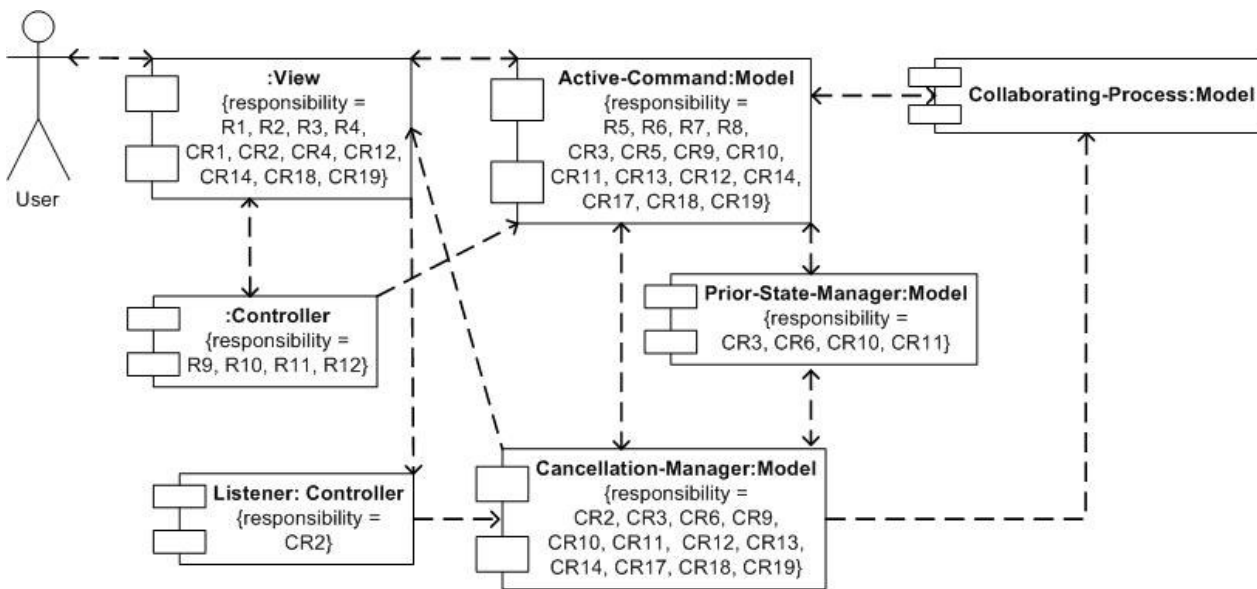 User
:View
{responsibility =
R1, R2, R3, R4,
CR1, CR2, CR4, CR12,
CR14, CR18, CR19}
Active-Command:Model
{responsibility =
R5, R6, R7, R8,
CR3, CR5, CR9, CR10,
CR11, CR13, CR12, CR14,
CR17, CR18, CR19}
Collaborating-Process:Model
:Controller
{responsibility =
R9, R10, R11, R12}
Prior-State-Manager:Model
{responsibility =
CR3, CR6, CR10, CR11}
Listener: Controller
{responsibility =
CR2}
Cancellation-Manager:Model
{responsibility =
CR2, CR3, CR6, CR9,
CR10, CR11, CR12, CR13,
CR14, CR17, CR18, CR19}